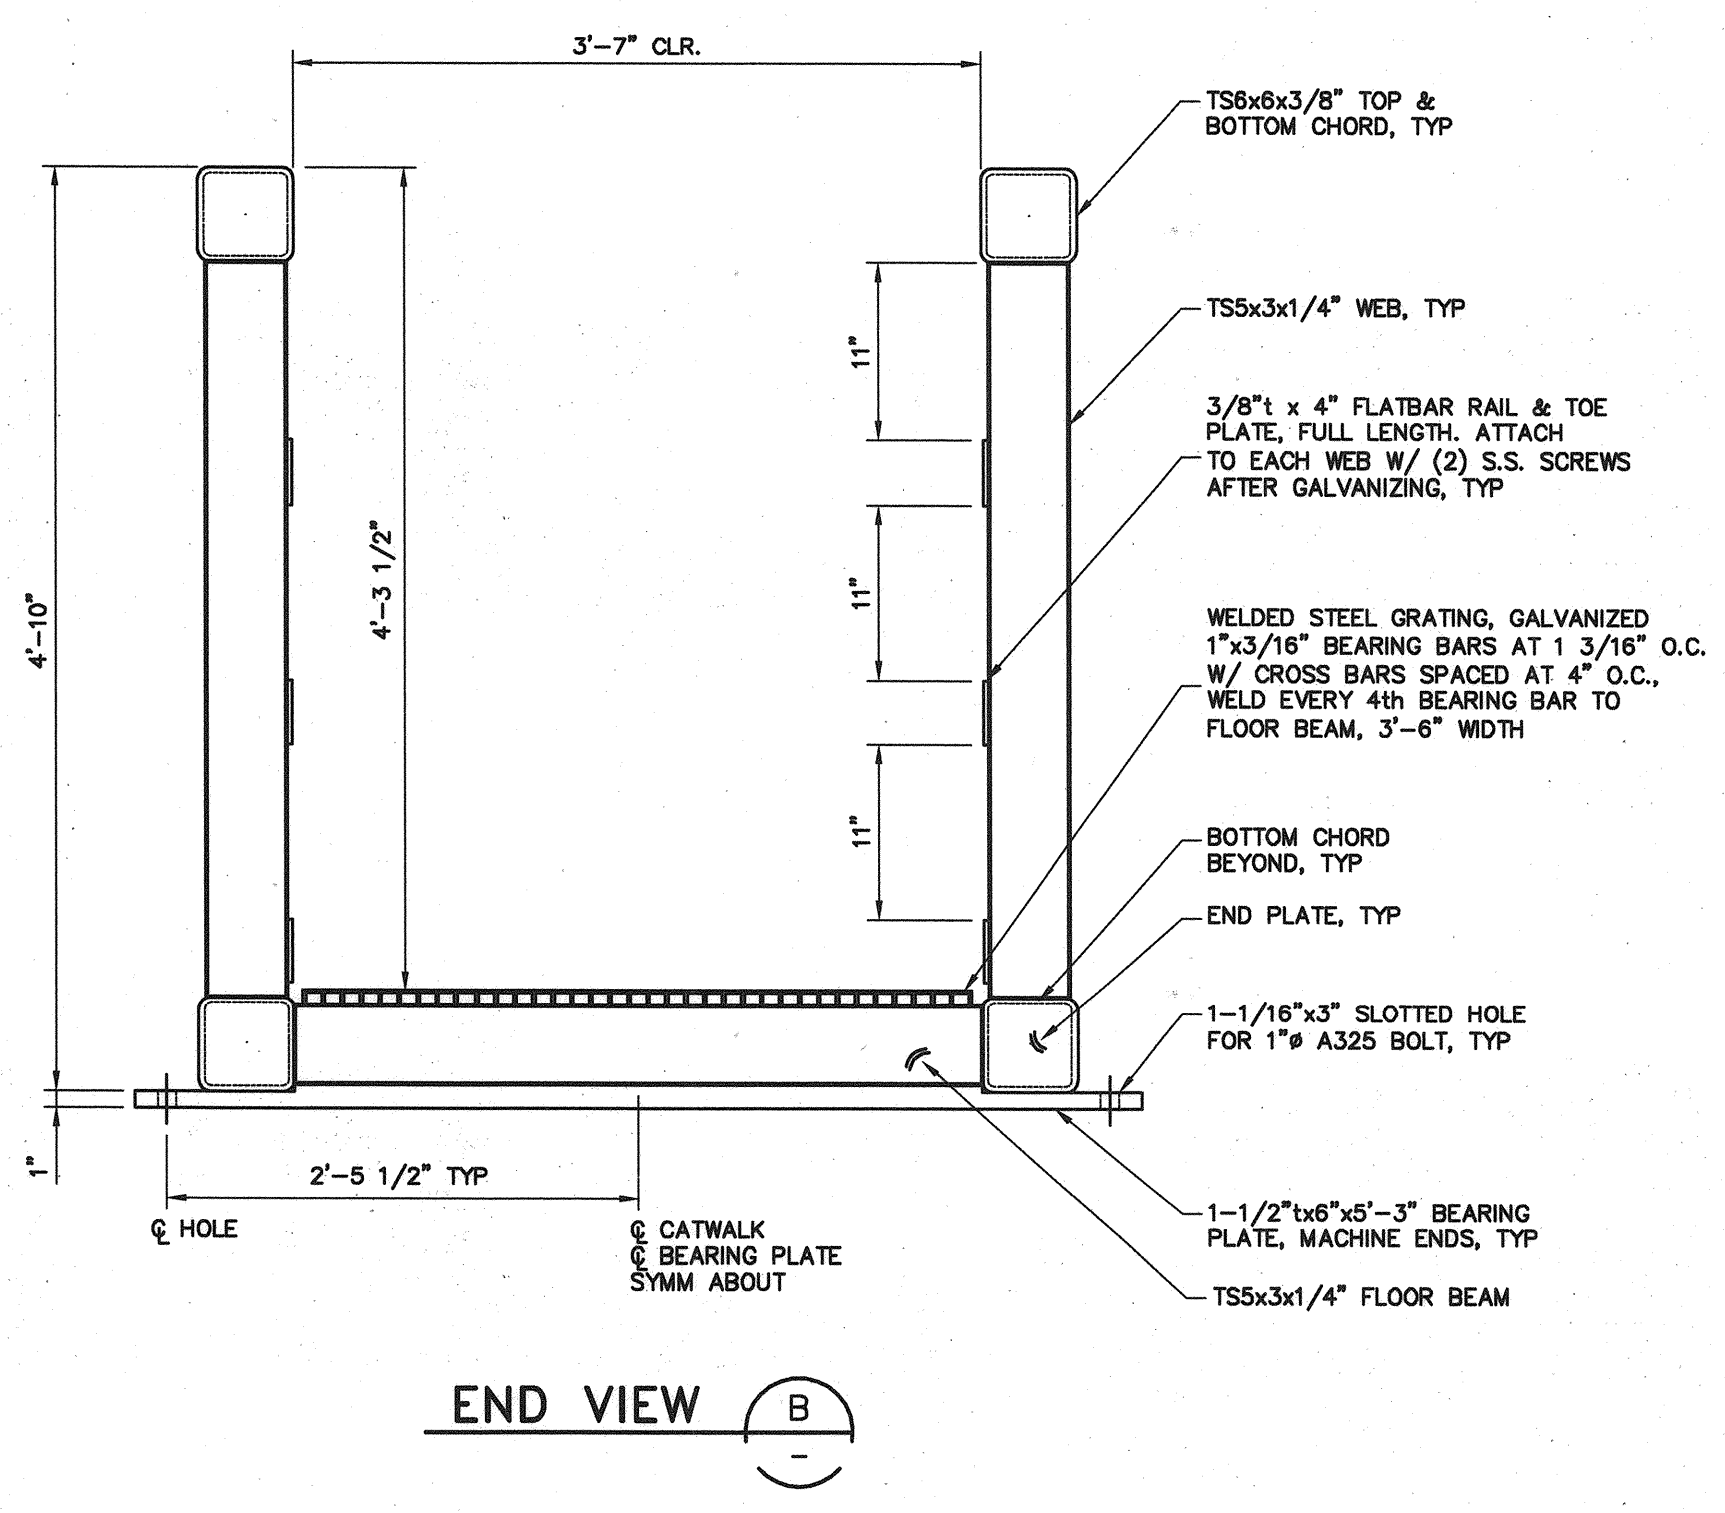 3'-7" CLR.
TS6x6x3/8" TOP &
BOTTOM CHORD, TYP
TS5x3x1/4" WEB, TYP
11"
3/8"t x 4" FLATBAR RAIL & TOE
PLATE, FULL LENGTH. ATTACH
TO EACH WEB W/ (2) S.S. SCREWS
AFTER GALVANIZING, TYP
4'-10"
4'-3 1/2"
11"
WELDED STEEL GRATING, GALVANIZED
1"x3/16" BEARING BARS AT 1 3/16" O.C.
W/ CROSS BARS SPACED AT 4" O.C.,
WELD EVERY 4th BEARING BAR TO
FLOOR BEAM, 3'-6" WIDTH
11"
BOTTOM CHORD
BEYOND, TYP
END PLATE, TYP
1-1/16"x3" SLOTTED HOLE
FOR 1"ø A325 BOLT, TYP
1"
2'-5 1/2" TYP
℄ HOLE
℄ CATWALK
℄ BEARING PLATE
SYMM ABOUT
1-1/2"tx6"x5'-3" BEARING
PLATE, MACHINE ENDS, TYP
TS5x3x1/4" FLOOR BEAM
END VIEW
B
-